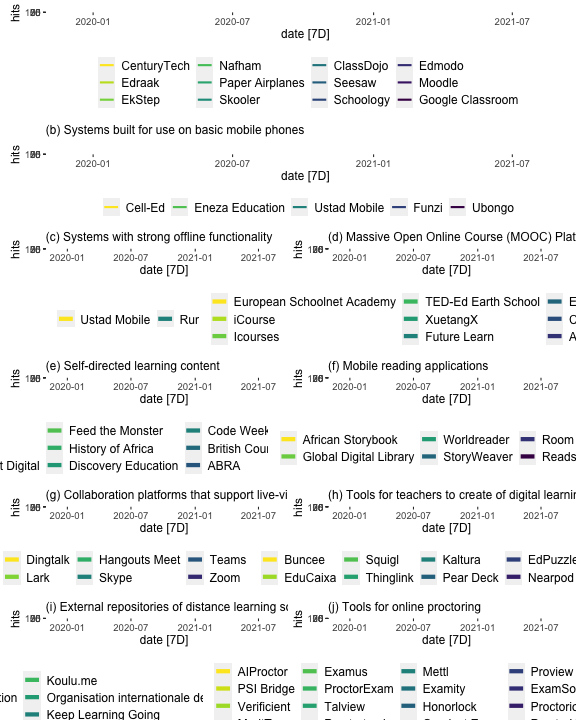 hits
2020-01 2020-07 2021-01 2021-07
date [7D]
CenturyTech Nafham ClassDojo Edmodo
Edraak Paper Airplanes Seesaw Moodle
EkStep Skooler Schoology Google Classroom
(b) Systems built for use on basic mobile phones
hits
2020-01 2020-07 2021-01 2021-07
date [7D]
Cell-Ed Eneza Education Ustad Mobile Funzi Ubongo
(c) Systems with strong offline functionality (d) Massive Open Online Course (MOOC) Plat
hits hits
2020-01 2020-07 2021-01 2021-07 2020-01 2020-07 2021-01 2021-07
date [7D] date [7D]
European Schoolnet Academy TED-Ed Earth School E
Ustad Mobile Rur iCourse XuetangX C
Icourses Future Learn A
(e) Self-directed learning content (f) Mobile reading applications
hits hits
2020-01 2020-07 2021-01 2021-07 2020-01 2020-07 2021-01 2021-07
date [7D] date [7D]
Feed the Monster Code Week African Storybook Worldreader Room
History of Africa British Coun Global Digital Library StoryWeaver Reads
t Digital Discovery Education ABRA
(g) Collaboration platforms that support live-vi (h) Tools for teachers to create of digital learnin
hits hits
2020-01 2020-07 2021-01 2021-07 2020-01 2020-07 2021-01 2021-07
date [7D] date [7D]
Dingtalk Hangouts Meet Teams Buncee Squigl Kaltura EdPuzzle
Lark Skype Zoom EduCaixa Thinglink Pear Deck Nearpod
(i) External repositories of distance learning so (j) Tools for online proctoring
hits hits
2020-01 2020-07 2021-01 2021-07 2020-01 2020-07 2021-01 2021-07
date [7D] date [7D]
Koulu.me AIProctor Examus Mettl Proview
tion Organisation internationale de PSI Bridge ProctorExam Examity ExamSo
Keep Learning Going Verificient Talview Honorlock Proctorio